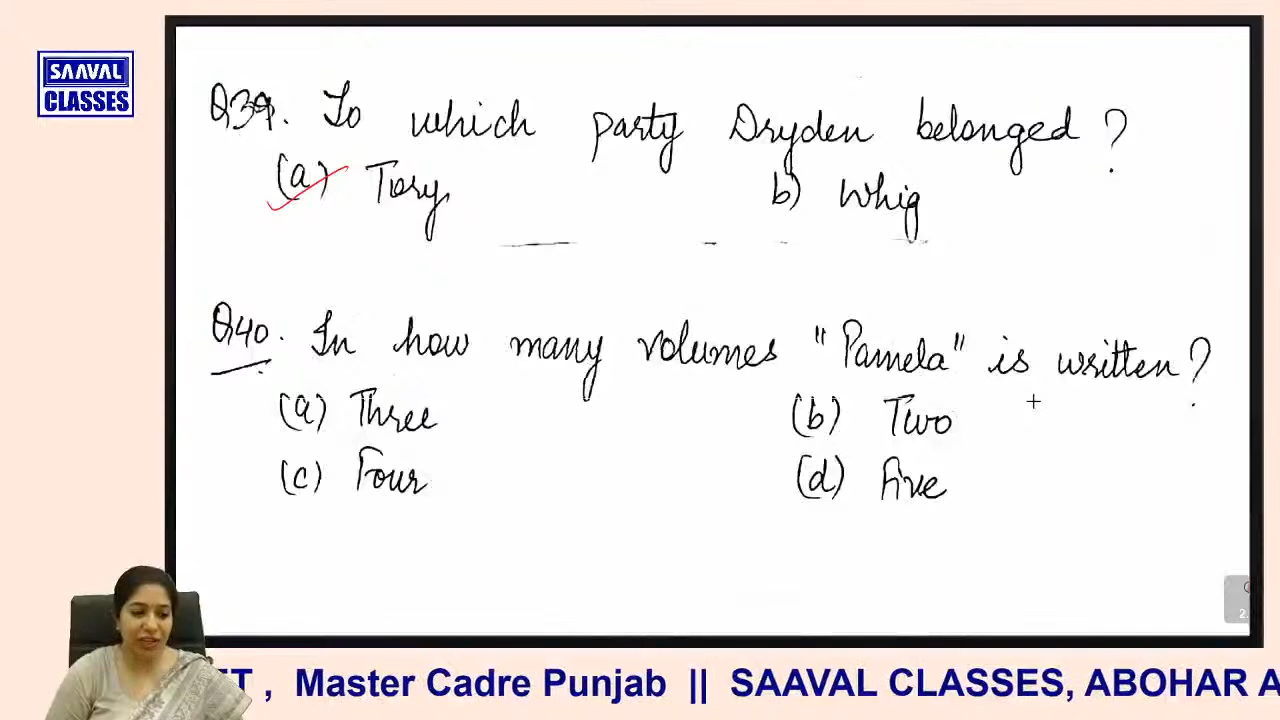 SAAVAL
CLASSES
Q39. To which party Dryden belonged?
(a) Tory b) Whig
Q40. In how many volumes "Pamela" is written?
(a) Three (b) Two
(c) Four (d) Five
Master Cadre Punjab || SAAVAL CLASSES, ABOHAR